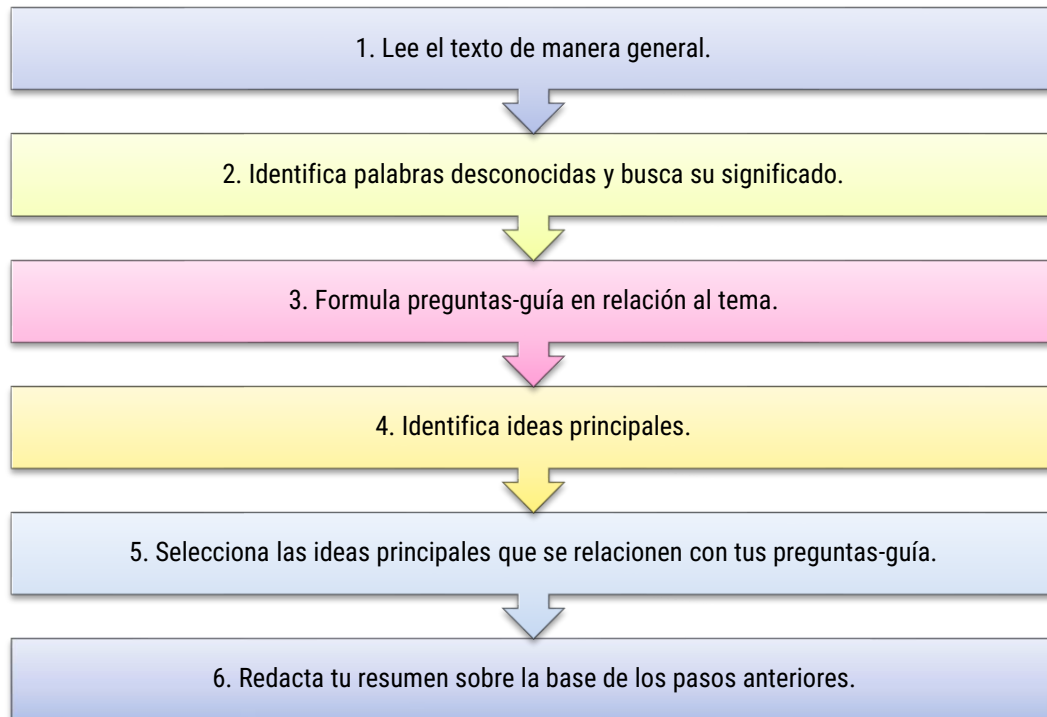 1. Lee el texto de manera general.
2. Identifica palabras desconocidas y busca su significado.
3. Formula preguntas-guía en relación al tema.
4. Identifica ideas principales.
5. Selecciona las ideas principales que se relacionen con tus preguntas-guía.
6. Redacta tu resumen sobre la base de los pasos anteriores.